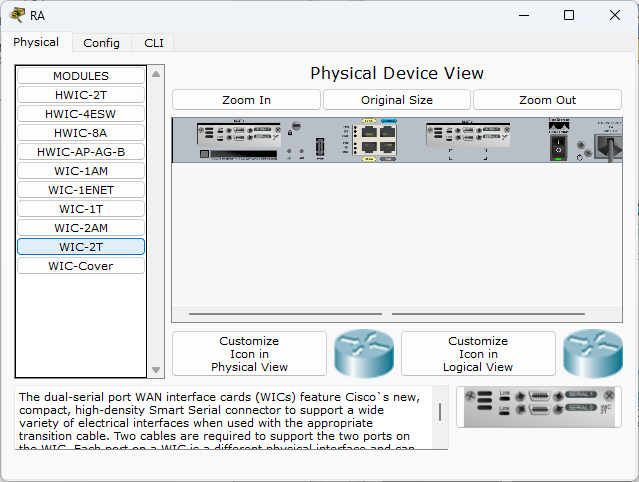 RA
Physical
Config
CLI
MODULES
HWIC-2T
HWIC-4ESW
HWIC-8A
HWIC-AP-AG-B
WIC-1AM
WIC-1ENET
WIC-1T
WIC-2AM
WIC-2T
WIC-Cover
Physical Device View
Zoom In
Original Size
Zoom Out
Customize
Icon in
Physical View
Customize
Icon in
Logical View
The dual-serial port WAN interface cards (WICs) feature Cisco`s new,
compact, high-density Smart Serial connector to support a wide
variety of electrical interfaces when used with the appropriate
transition cable. Two cables are required to support the two ports on
the WIC. Each port on a WIC is a different physical interface and can
Link
SERIAL 1
Link
SERIAL 0